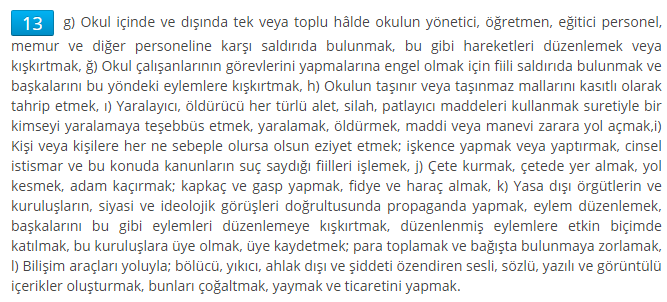 13 g) Okul içinde ve dışında tek veya toplu hâlde okulun yönetici, öğretmen, eğitici personel,
memur ve diğer personeline karşı saldırıda bulunmak, bu gibi hareketleri düzenlemek veya
kışkırtmak, ğ) Okul çalışanlarının görevlerini yapmalarına engel olmak için fiili saldırıda bulunmak ve
başkalarını bu yöndeki eylemlere kışkırtmak, h) Okulun taşınır veya taşınmaz mallarını kasıtlı olarak
tahrip etmek, ı) Yaralayıcı, öldürücü her türlü alet, silah, patlayıcı maddeleri kullanmak suretiyle bir
kimseyi yaralamaya teşebbüs etmek, yaralamak, öldürmek, maddi veya manevi zarara yol açmak,i)
Kişi veya kişilere her ne sebeple olursa olsun eziyet etmek; işkence yapmak veya yaptırmak, cinsel
istismar ve bu konuda kanunların suç saydığı fiilleri işlemek, j) Çete kurmak, çetede yer almak, yol
kesmek, adam kaçırmak; kapkaç ve gasp yapmak, fidye ve haraç almak, k) Yasa dışı örgütlerin ve
kuruluşların, siyasi ve ideolojik görüşleri doğrultusunda propaganda yapmak, eylem düzenlemek,
başkalarını bu gibi eylemleri düzenlemeye kışkırtmak, düzenlenmiş eylemlere etkin biçimde
katılmak, bu kuruluşlara üye olmak, üye kaydetmek; para toplamak ve bağışta bulunmaya zorlamak,
l) Bilişim araçları yoluyla; bölücü, yıkıcı, ahlak dışı ve şiddeti özendiren sesli, sözlü, yazılı ve görüntülü
içerikler oluşturmak, bunları çoğaltmak, yaymak ve ticaretini yapmak.